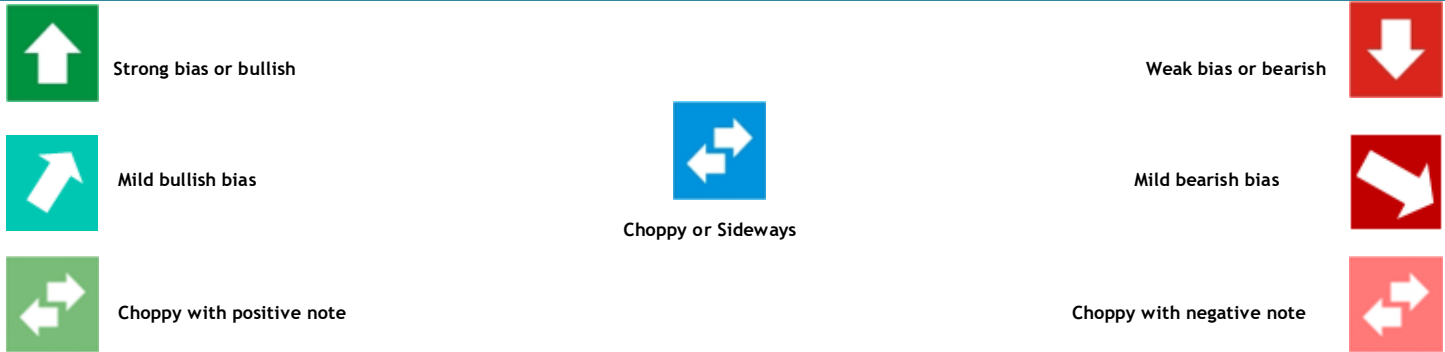 Strong bias or bullish
Weak bias or bearish
Mild bullish bias
Mild bearish bias
Choppy or Sideways
Choppy with positive note
Choppy with negative note